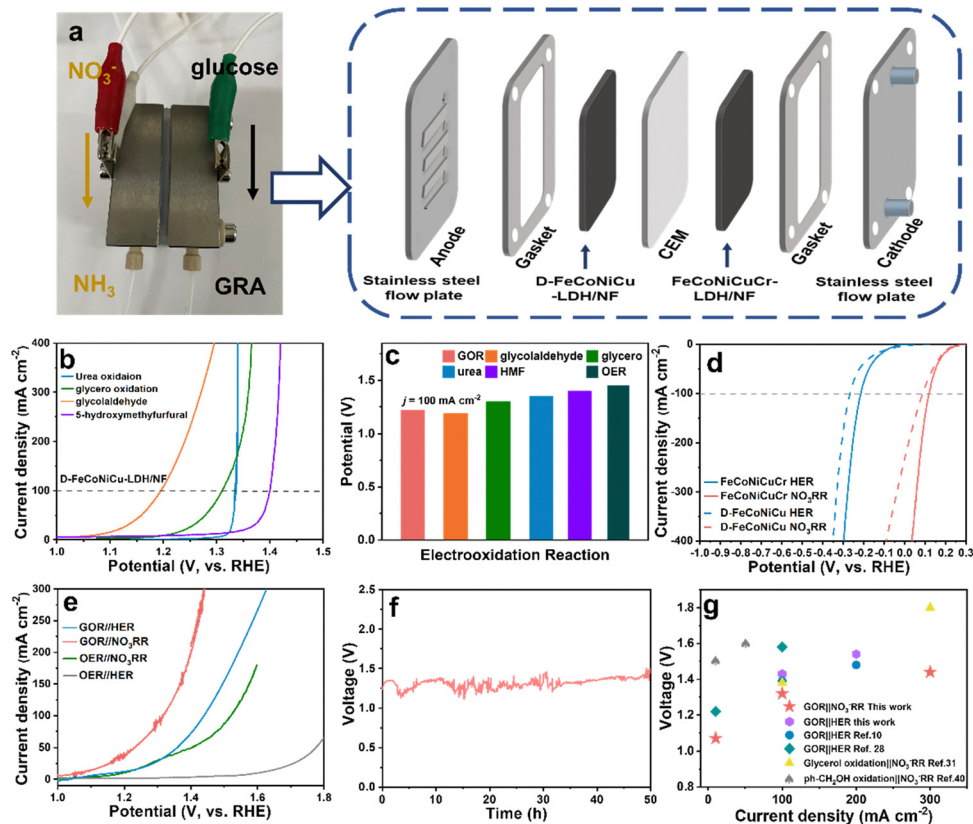 a
NO3-
glucose
NH3
GRA
Anode
Gasket
CEM
Gasket
Cathode
Stainless steel
flow plate
D-FeCoNiCu
-LDH/NF
FeCoNiCuCr-
LDH/NF
Stainless steel
flow plate
b
Current density (mA cm-2)
400
300
200
100
0
Urea oxidaion
glycero oxidation
glycolaldehyde
5-hydroxymethyfurfural
D-FeCoNiCu-LDH/NF
1.0 1.1 1.2 1.3 1.4 1.5
Potential (V, vs. RHE)
c
Potential (V)
1.5
1.0
0.5
0.0
GOR glycolaldehyde glycero
urea HMF OER
j = 100 mA cm-2
Electrooxidation Reaction
d
Current density (mA cm-2)
0
-100
-200
-300
-400
FeCoNiCuCr HER
FeCoNiCuCr NO3RR
D-FeCoNiCu HER
D-FeCoNiCu NO3RR
-1.0 -0.9 -0.8 -0.7 -0.6 -0.5 -0.4 -0.3 -0.2 -0.1 0.0 0.1 0.2 0.3
Potential (V, vs. RHE)
e
Current density (mA cm-2)
300
250
200
150
100
50
0
GOR//HER
GOR//NO3RR
OER//NO3RR
OER//HER
1.0 1.2 1.4 1.6 1.8
Potential (V, vs. RHE)
f
Voltage (V)
2.5
2.0
1.5
1.0
0.5
0.0
0 10 20 30 40 50
Time (h)
g
Voltage (V)
1.8
1.6
1.4
1.2
1.0
0.8
GOR||NO3-RR This work
GOR||HER this work
GOR||HER Ref.10
GOR||HER Ref. 28
Glycerol oxidation||NO3-RR Ref.31
ph-CH2OH oxidation||NO3-RR Ref.40
0 100 200 300
Current density (mA cm-2)